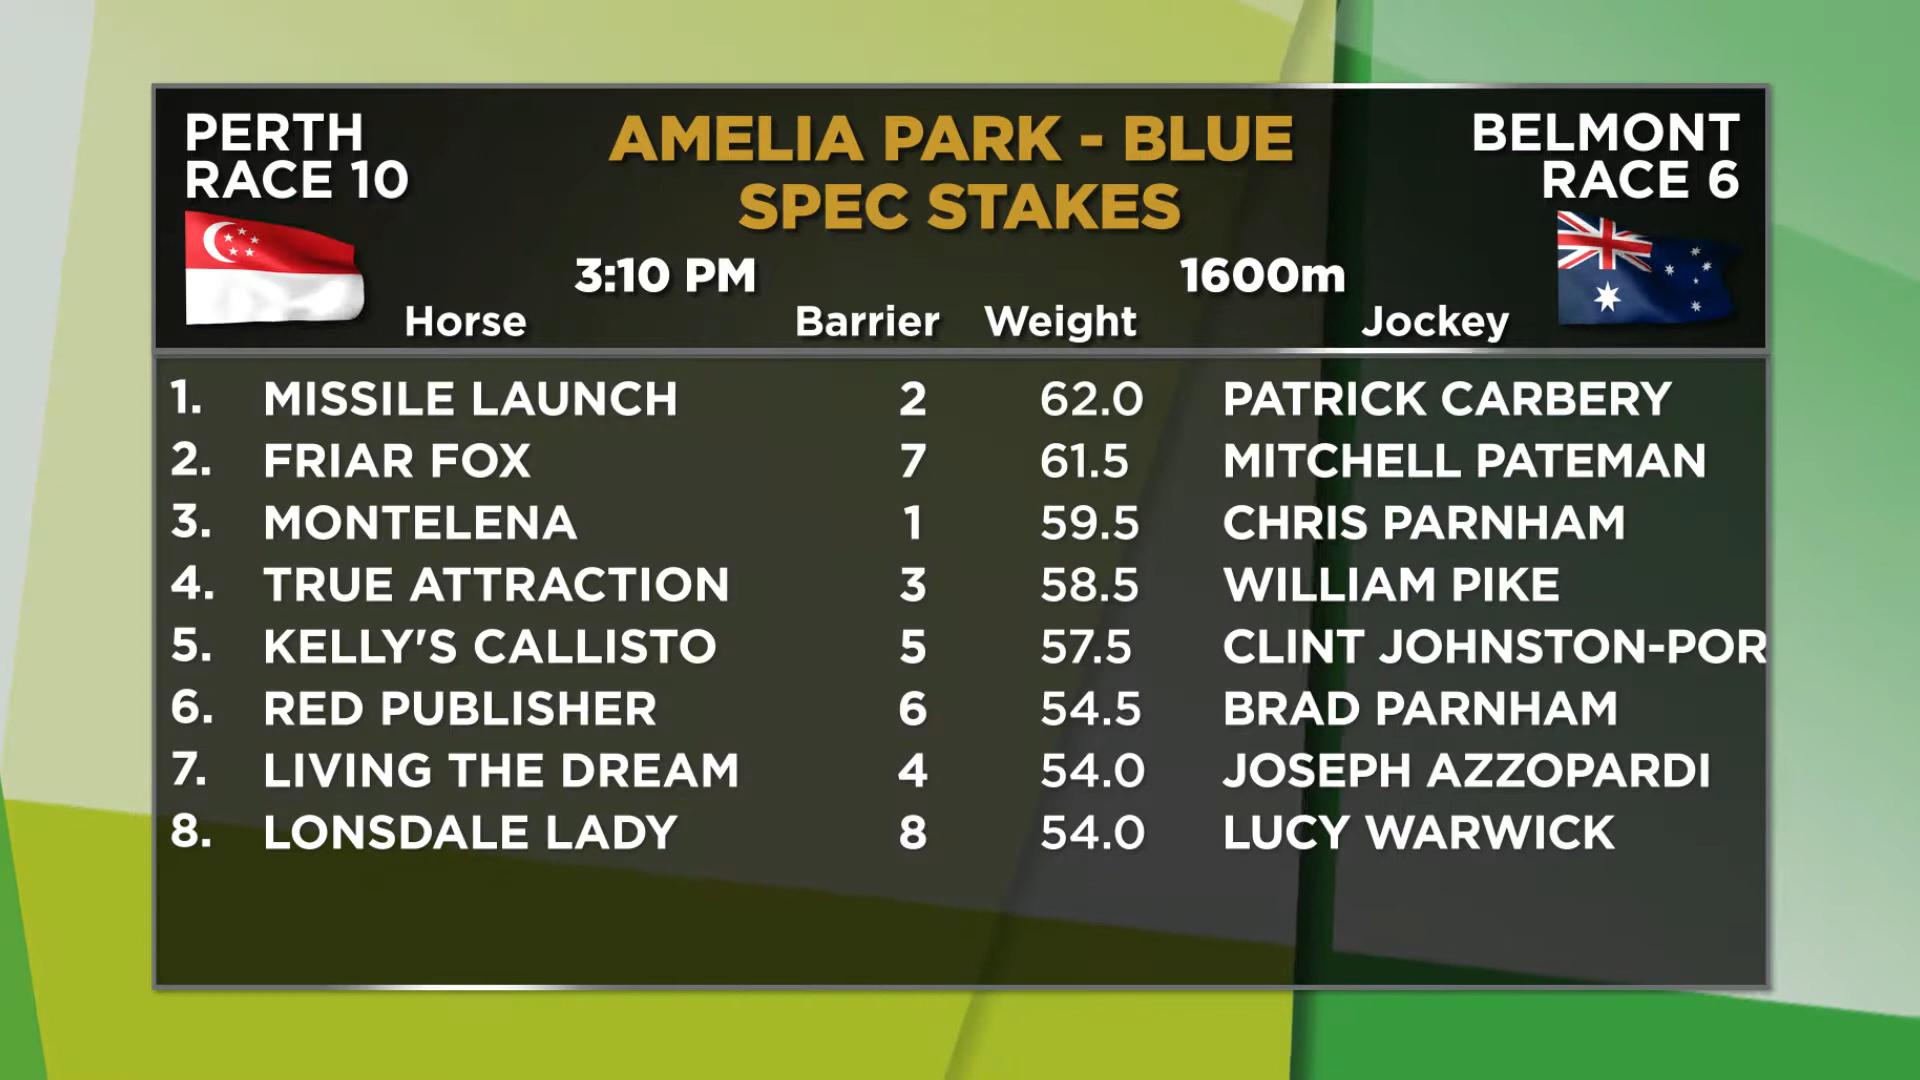 PERTH
RACE 10
AMELIA PARK - BLUE
SPEC STAKES
BELMONT
RACE 6
3:10 PM 1600m
Horse Barrier Weight Jockey
1. MISSILE LAUNCH 2 62.0 PATRICK CARBERY
2. FRIAR FOX 7 61.5 MITCHELL PATEMAN
3. MONTELENA 1 59.5 CHRIS PARNHAM
4. TRUE ATTRACTION 3 58.5 WILLIAM PIKE
5. KELLY'S CALLISTO 5 57.5 CLINT JOHNSTON-POR
6. RED PUBLISHER 6 54.5 BRAD PARNHAM
7. LIVING THE DREAM 4 54.0 JOSEPH AZZOPARDI
8. LONSDALE LADY 8 54.0 LUCY WARWICK